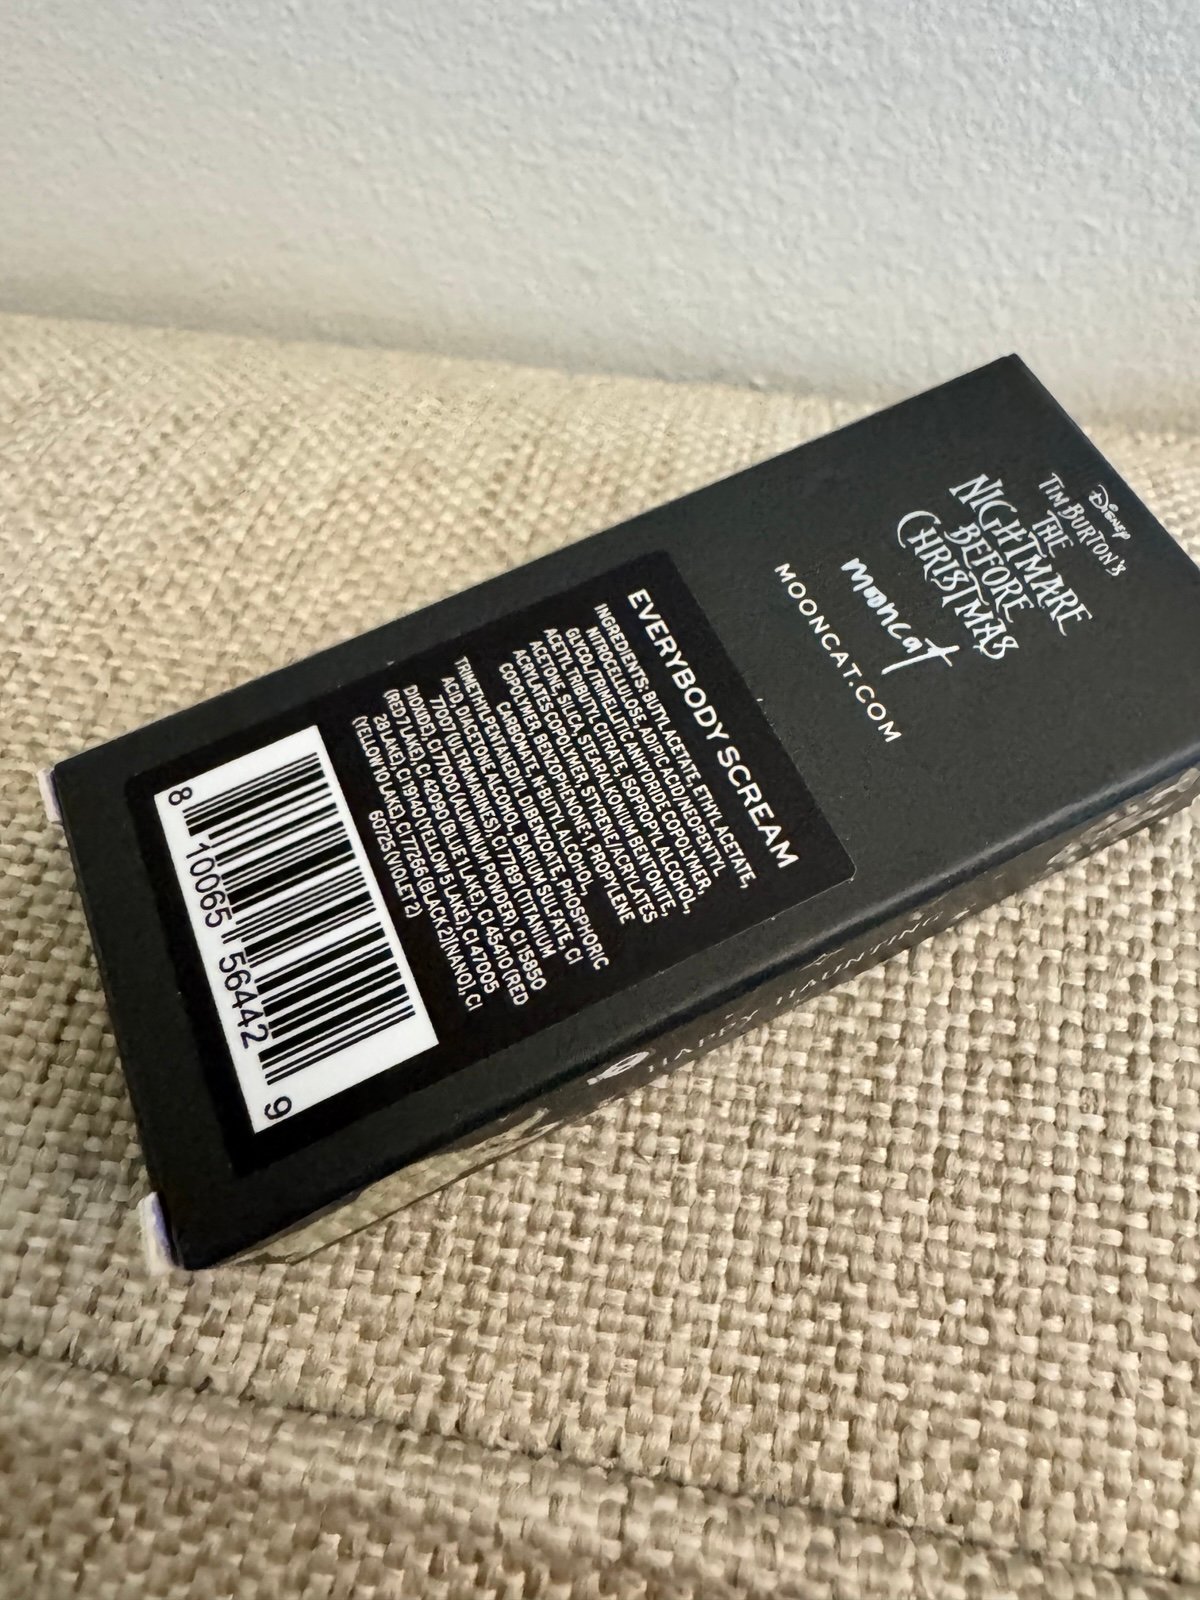 Disney
TIM BURTON'S
THE
NIGHTMARE
BEFORE
CHRISTMAS
mooncat
MOONCAT.COM
EVERYBODY SCREAM
INGREDIENTS: BUTYL ACETATE, ETHYL ACETATE,
NITROCELLULOSE, ADIPIC ACID/NEOPENTYL
GLYCOL/TRIMELLITIC ANHYDRIDE COPOLYMER,
ACETYL TRIBUTYL CITRATE, ISOPROPYL ALCOHOL,
ACETONE, SILICA, STEARALKONIUM BENTONITE,
ACRYLATES COPOLYMER, STYRENE/ACRYLATES
COPOLYMER, BENZOPHENONE-1, PROPYLENE
CARBONATE, N-BUTYL ALCOHOL,
TRIMETHYLPENTANEDIYL DIBENZOATE, PHOSPHORIC
ACID, DIACETONE ALCOHOL, BARIUM SULFATE, CI
77007 (ULTRAMARINES), CI 77891 (TITANIUM
DIOXIDE), CI 77000 (ALUMINUM POWDER), CI 15850
(RED 7 LAKE), CI 42090 (BLUE 1 LAKE), CI 45410 (RED
28 LAKE), CI 19140 (YELLOW 5 LAKE), CI 47005
(YELLOW 10 LAKE), CI 77266 (BLACK 2) [NANO], CI
60725 (VIOLET 2)
8 10065 56442 9
HAPPY HAUNTING